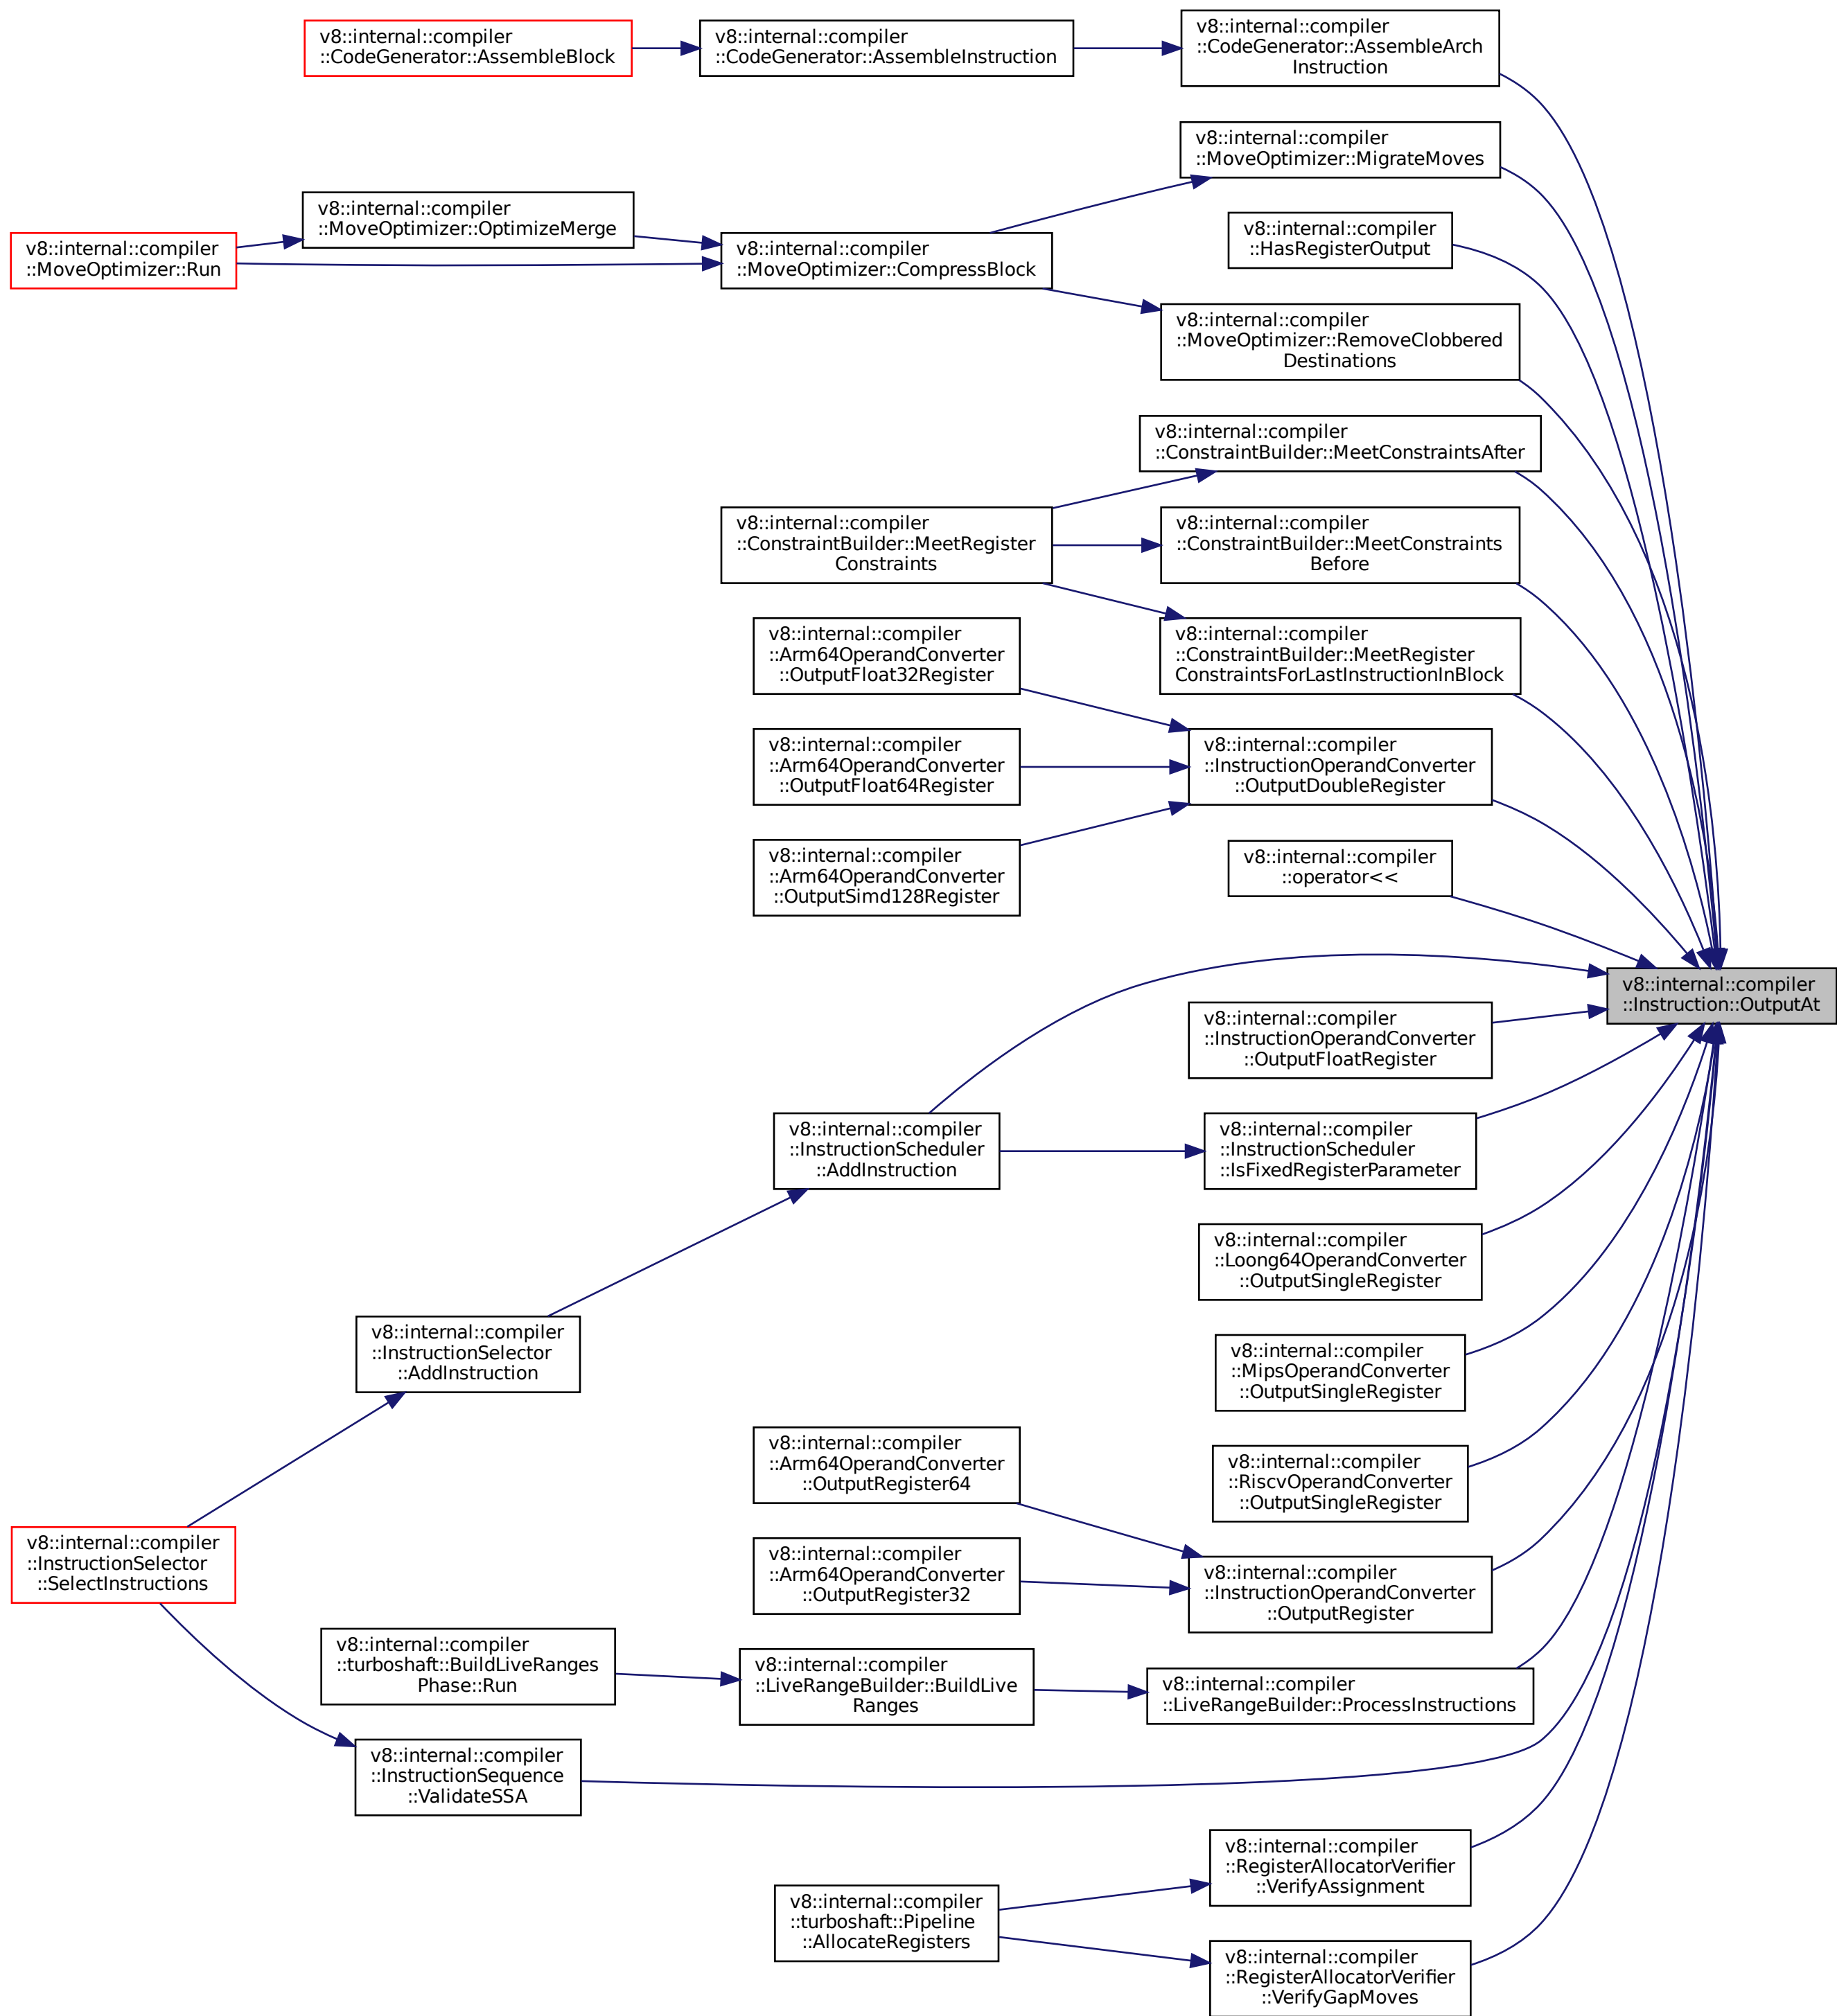 v8::internal::compiler
::CodeGenerator::AssembleBlock
v8::internal::compiler
::CodeGenerator::AssembleInstruction
v8::internal::compiler
::CodeGenerator::AssembleArch
Instruction
v8::internal::compiler
::MoveOptimizer::MigrateMoves
v8::internal::compiler
::MoveOptimizer::OptimizeMerge
v8::internal::compiler
::HasRegisterOutput
v8::internal::compiler
::MoveOptimizer::Run
v8::internal::compiler
::MoveOptimizer::CompressBlock
v8::internal::compiler
::MoveOptimizer::RemoveClobbered
Destinations
v8::internal::compiler
::ConstraintBuilder::MeetConstraintsAfter
v8::internal::compiler
::ConstraintBuilder::MeetRegister
Constraints
v8::internal::compiler
::ConstraintBuilder::MeetConstraints
Before
v8::internal::compiler
::Arm64OperandConverter
::OutputFloat32Register
v8::internal::compiler
::ConstraintBuilder::MeetRegister
ConstraintsForLastInstructionInBlock
v8::internal::compiler
::Arm64OperandConverter
::OutputFloat64Register
v8::internal::compiler
::InstructionOperandConverter
::OutputDoubleRegister
v8::internal::compiler
::Arm64OperandConverter
::OutputSimd128Register
v8::internal::compiler
::operator<<
v8::internal::compiler
::Instruction::OutputAt
v8::internal::compiler
::InstructionOperandConverter
::OutputFloatRegister
v8::internal::compiler
::InstructionScheduler
::AddInstruction
v8::internal::compiler
::InstructionScheduler
::IsFixedRegisterParameter
v8::internal::compiler
::Loong64OperandConverter
::OutputSingleRegister
v8::internal::compiler
::InstructionSelector
::AddInstruction
v8::internal::compiler
::MipsOperandConverter
::OutputSingleRegister
v8::internal::compiler
::Arm64OperandConverter
::OutputRegister64
v8::internal::compiler
::RiscvOperandConverter
::OutputSingleRegister
v8::internal::compiler
::InstructionSelector
::SelectInstructions
v8::internal::compiler
::Arm64OperandConverter
::OutputRegister32
v8::internal::compiler
::InstructionOperandConverter
::OutputRegister
v8::internal::compiler
::turboshaft::BuildLiveRanges
Phase::Run
v8::internal::compiler
::LiveRangeBuilder::BuildLive
Ranges
v8::internal::compiler
::LiveRangeBuilder::ProcessInstructions
v8::internal::compiler
::InstructionSequence
::ValidateSSA
v8::internal::compiler
::RegisterAllocatorVerifier
::VerifyAssignment
v8::internal::compiler
::turboshaft::Pipeline
::AllocateRegisters
v8::internal::compiler
::RegisterAllocatorVerifier
::VerifyGapMoves